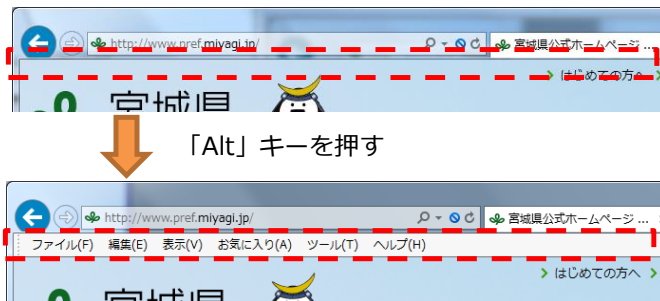 http://www.pref.miyagi.jp/
宮城県公式ホームページ ...
はじめての方へ
宮城県
「Alt」キーを押す
http://www.pref.miyagi.jp/
宮城県公式ホームページ ...
ファイル(F) 編集(E) 表示(V) お気に入り(A) ツール(T) ヘルプ(H)
はじめての方へ
宮城県